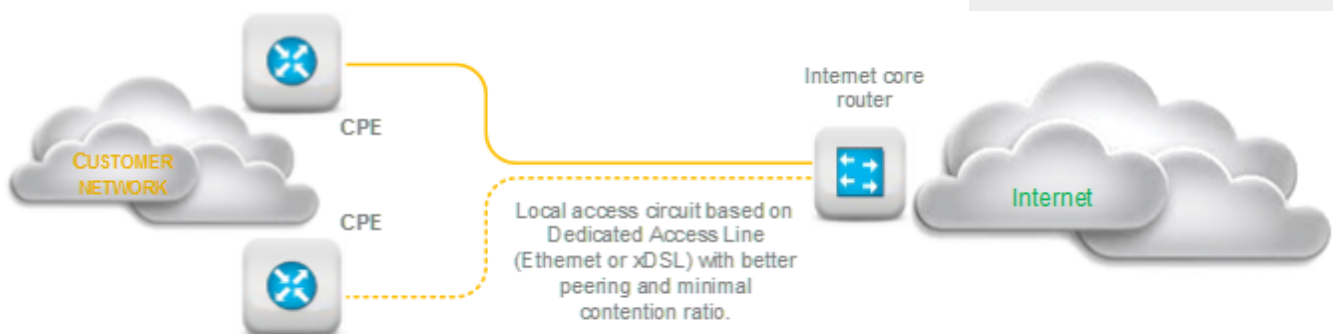 Internet core
router
CPE
CUSTOMER
NETWORK
CPE
Internet
Local access circuit based on
Dedicated Access Line
(Ethernet or xDSL) with better
peering and minimal
contention ratio.